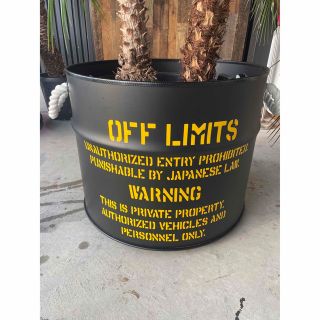 OFF LIMITS
UNAUTHORIZED ENTRY PROHIBITED.
PUNISHABLE BY JAPANESE LAW.
WARNING
THIS IS PRIVATE PROPERTY.
AUTHORIZED VEHICLES AND
PERSONNEL ONLY.